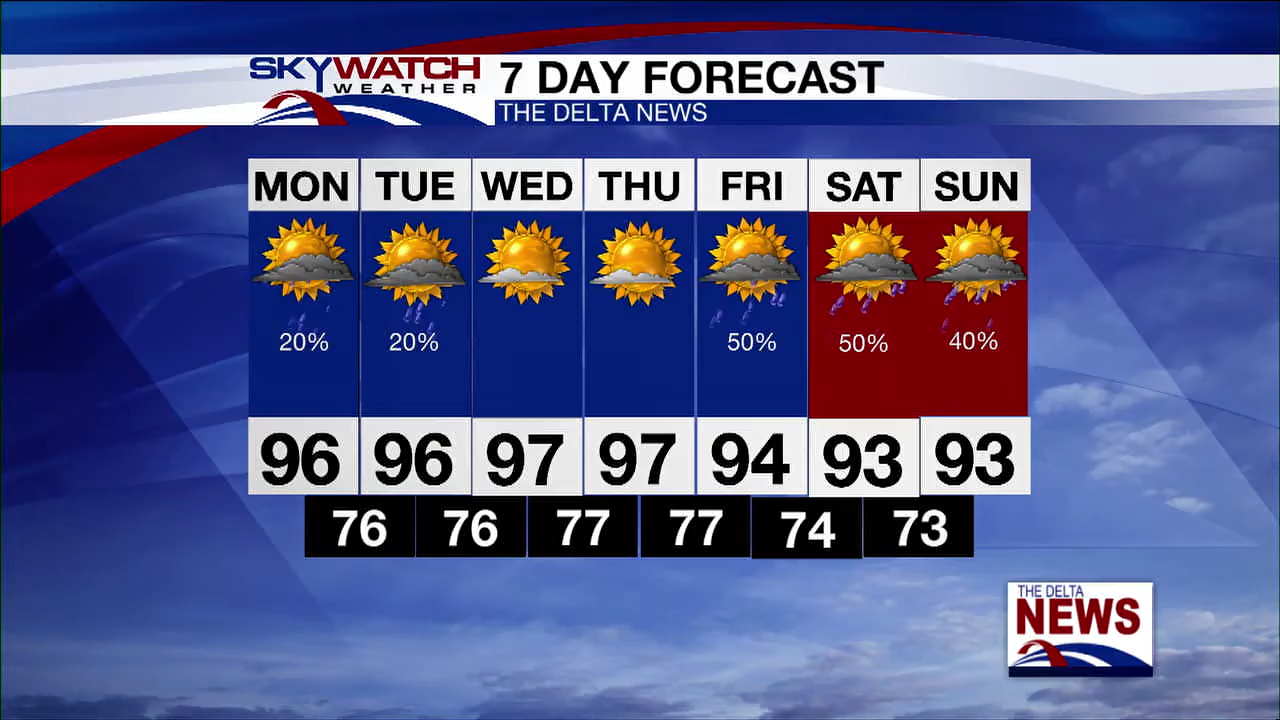 SKYWATCH
WEATHER
7 DAY FORECAST
THE DELTA NEWS
MON TUE WED THU FRI SAT SUN
20% 20% 50% 50% 40%
96 96 97 97 94 93 93
76 76 77 77 74 73
THE DELTA
NEWS